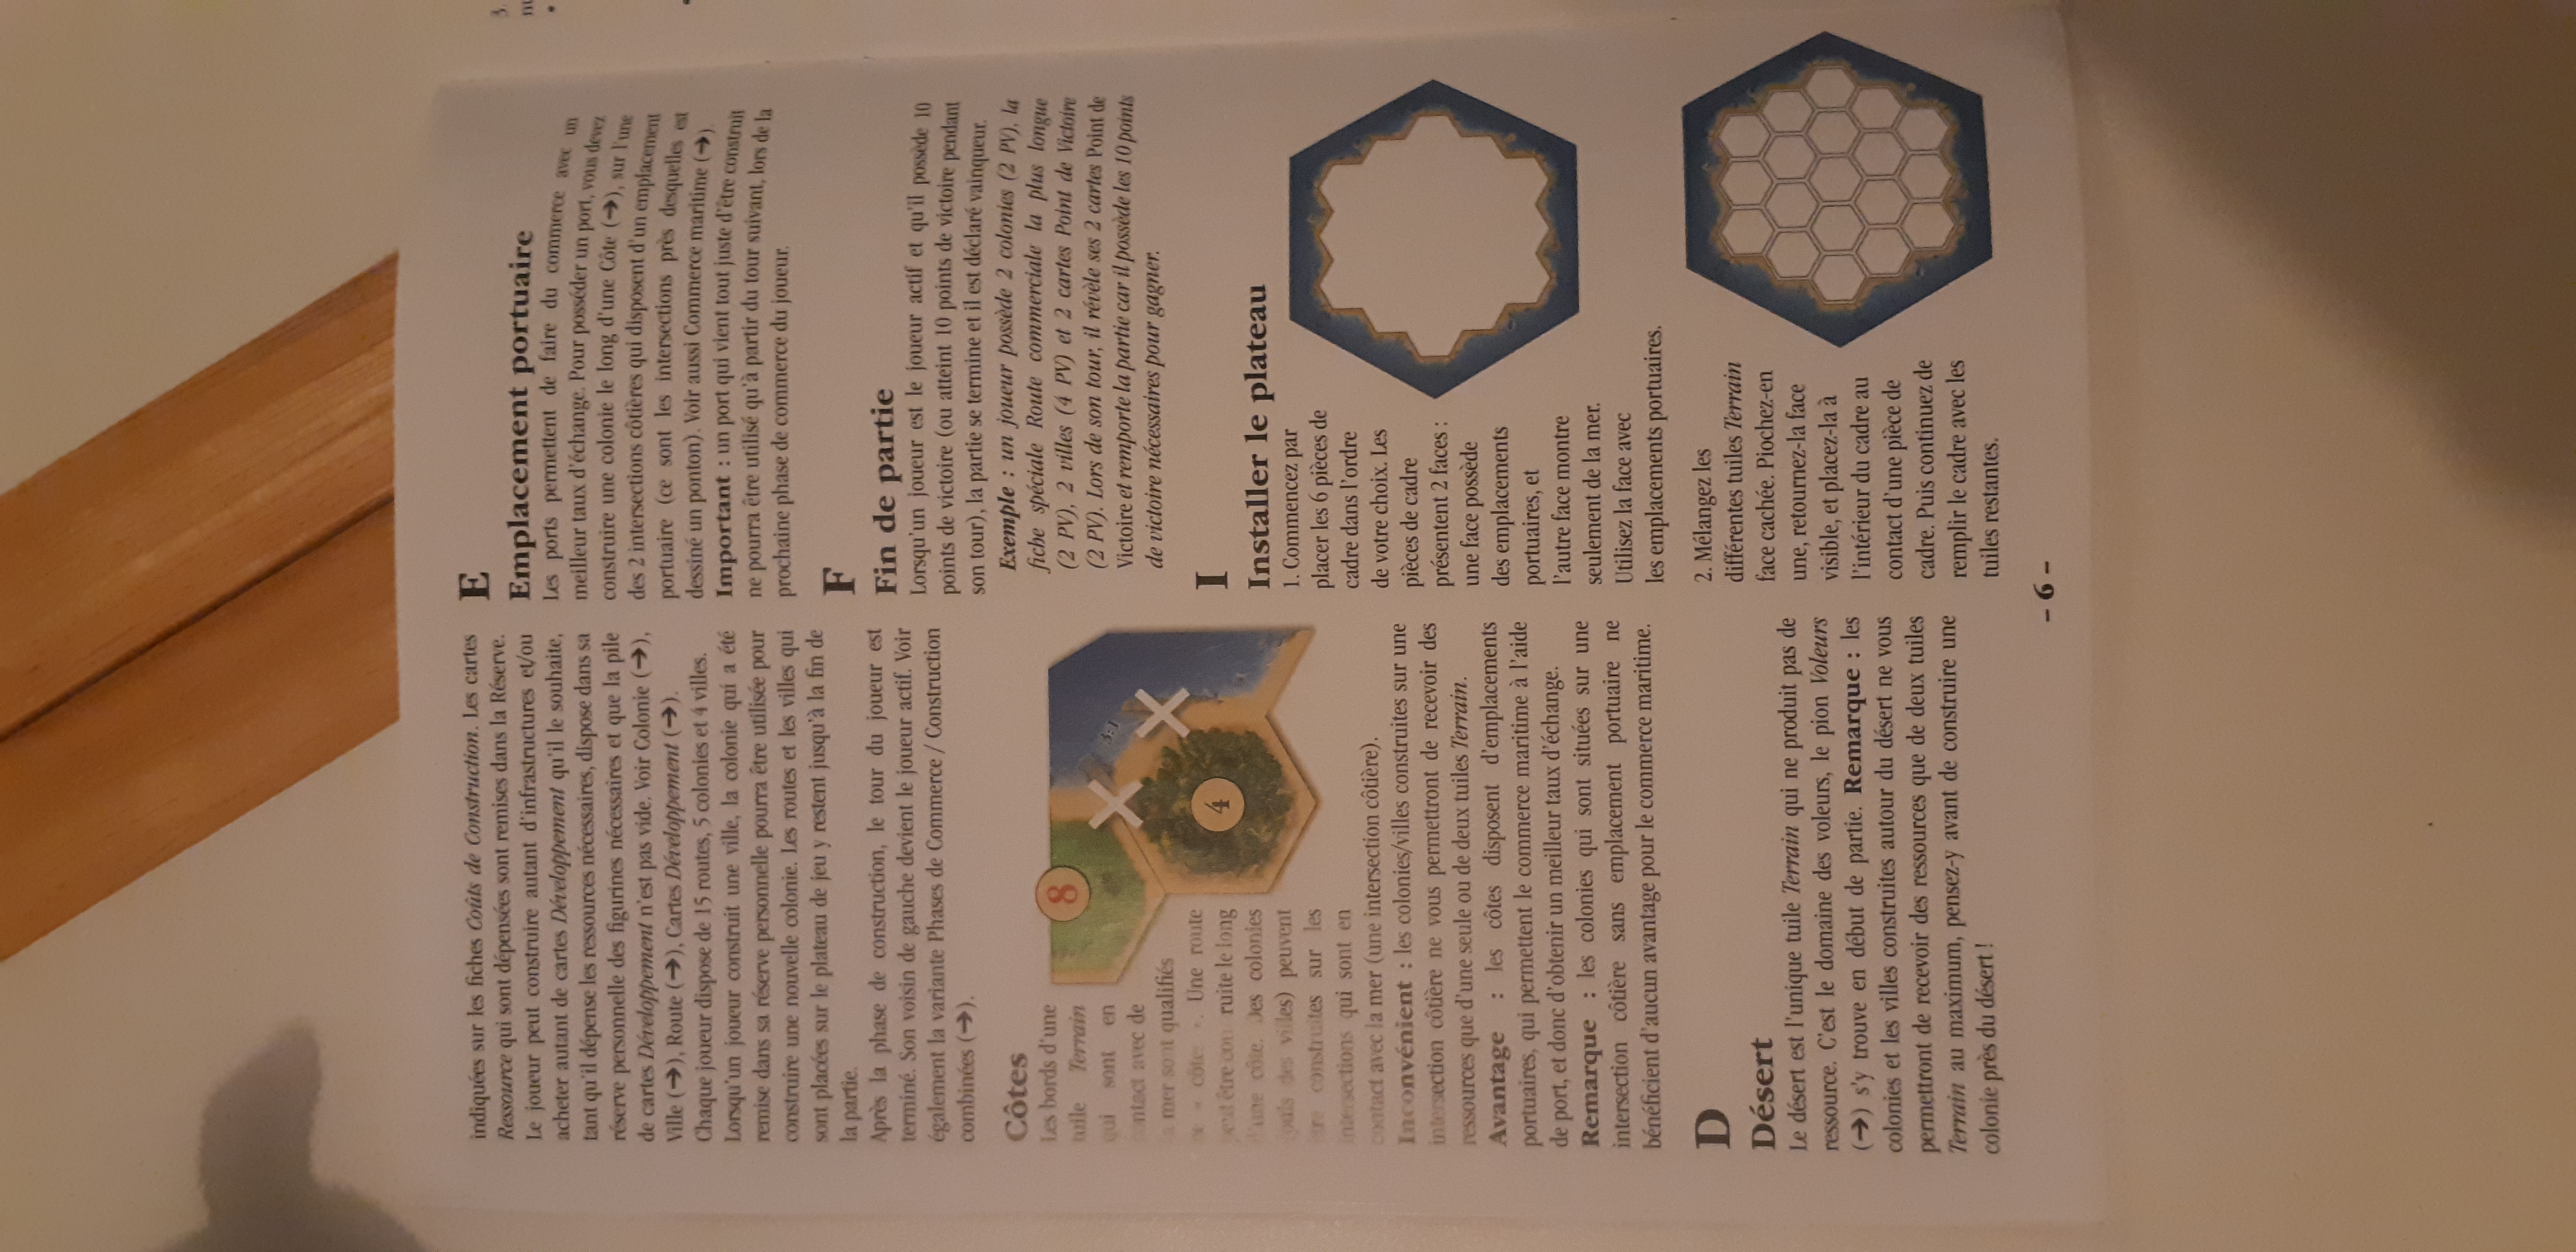 indiquées sur les fiches Coûts de Construction. Les cartes
Ressource qui sont dépensées sont remises dans la Réserve.
Le joueur peut construire autant d'infrastructures et/ou
acheter autant de cartes Développement qu'il le souhaite,
tant qu'il dépense les ressources nécessaires, dispose dans sa
réserve personnelle des figurines nécessaires et que la pile
de cartes Développement n'est pas vide. Voir Colonie (➔),
Ville (➔), Route (➔), Cartes Développement (➔).
Chaque joueur dispose de 15 routes, 5 colonies et 4 villes.
Lorsqu'un joueur construit une ville, la colonie qui a été
remise dans sa réserve personnelle pourra être utilisée pour
construire une nouvelle colonie. Les routes et les villes qui
sont placées sur le plateau de jeu y restent jusqu'à la fin de
la partie.
Après la phase de construction, le tour du joueur est
terminé. Son voisin de gauche devient le joueur actif. Voir
également la variante Phases de Commerce / Construction
combinées (➔).
Côtes
Les bords d'une
tuile Terrain
qui sont en
contact avec de
la mer sont qualifiés
de « côtes ». Une route
peut être construite le long
d'une côte. Des colonies
(puis des villes) peuvent
être construites sur les
intersections qui sont en
contact avec la mer (une intersection côtière).
8
3:1
4
Inconvénient : les colonies/villes construites sur une
intersection côtière ne vous permettront de recevoir des
ressources que d'une seule ou de deux tuiles Terrain.
Avantage : les côtes disposent d'emplacements
portuaires, qui permettent le commerce maritime à l'aide
de port, et donc d'obtenir un meilleur taux d'échange.
Remarque : les colonies qui sont situées sur une
intersection côtière sans emplacement portuaire ne
bénéficient d'aucun avantage pour le commerce maritime.
D
Désert
Le désert est l'unique tuile Terrain qui ne produit pas de
ressource. C'est le domaine des voleurs, le pion Voleurs
(➔) s'y trouve en début de partie. Remarque : les
colonies et les villes construites autour du désert ne vous
permettront de recevoir des ressources que de deux tuiles
Terrain au maximum, pensez-y avant de construire une
colonie près du désert !
E
Emplacement portuaire
Les ports permettent de faire du commerce avec un
meilleur taux d'échange. Pour posséder un port, vous devez
construire une colonie le long d'une Côte (➔), sur l'une
des 2 intersections côtières qui disposent d'un emplacement
portuaire (ce sont les intersections près desquelles est
dessiné un ponton). Voir aussi Commerce maritime (➔)
Important : un port qui vient tout juste d'être construit
ne pourra être utilisé qu'à partir du tour suivant, lors de la
prochaine phase de commerce du joueur.
F
Fin de partie
Lorsqu'un joueur est le joueur actif et qu'il possède 10
points de victoire (ou atteint 10 points de victoire pendant
son tour), la partie se termine et il est déclaré vainqueur.
Exemple : un joueur possède 2 colonies (2 PV), la
fiche spéciale Route commerciale la plus longue
(2 PV), 2 villes (4 PV) et 2 cartes Point de Victoire
(2 PV). Lors de son tour, il révèle ses 2 cartes Point de
Victoire et remporte la partie car il possède les 10 points
de victoire nécessaires pour gagner.
I
Installer le plateau
1. Commencez par
placer les 6 pièces de
cadre dans l'ordre
de votre choix. Les
pièces de cadre
présentent 2 faces :
une face possède
des emplacements
portuaires, et
l'autre face montre
seulement de la mer.
Utilisez la face avec
les emplacements portuaires.
2. Mélangez les
différentes tuiles Terrain
face cachée. Piochez-en
une, retournez-la face
visible, et placez-la à
l'intérieur du cadre au
contact d'une pièce de
cadre. Puis continuez de
remplir le cadre avec les
tuiles restantes.
– 6 –
3.